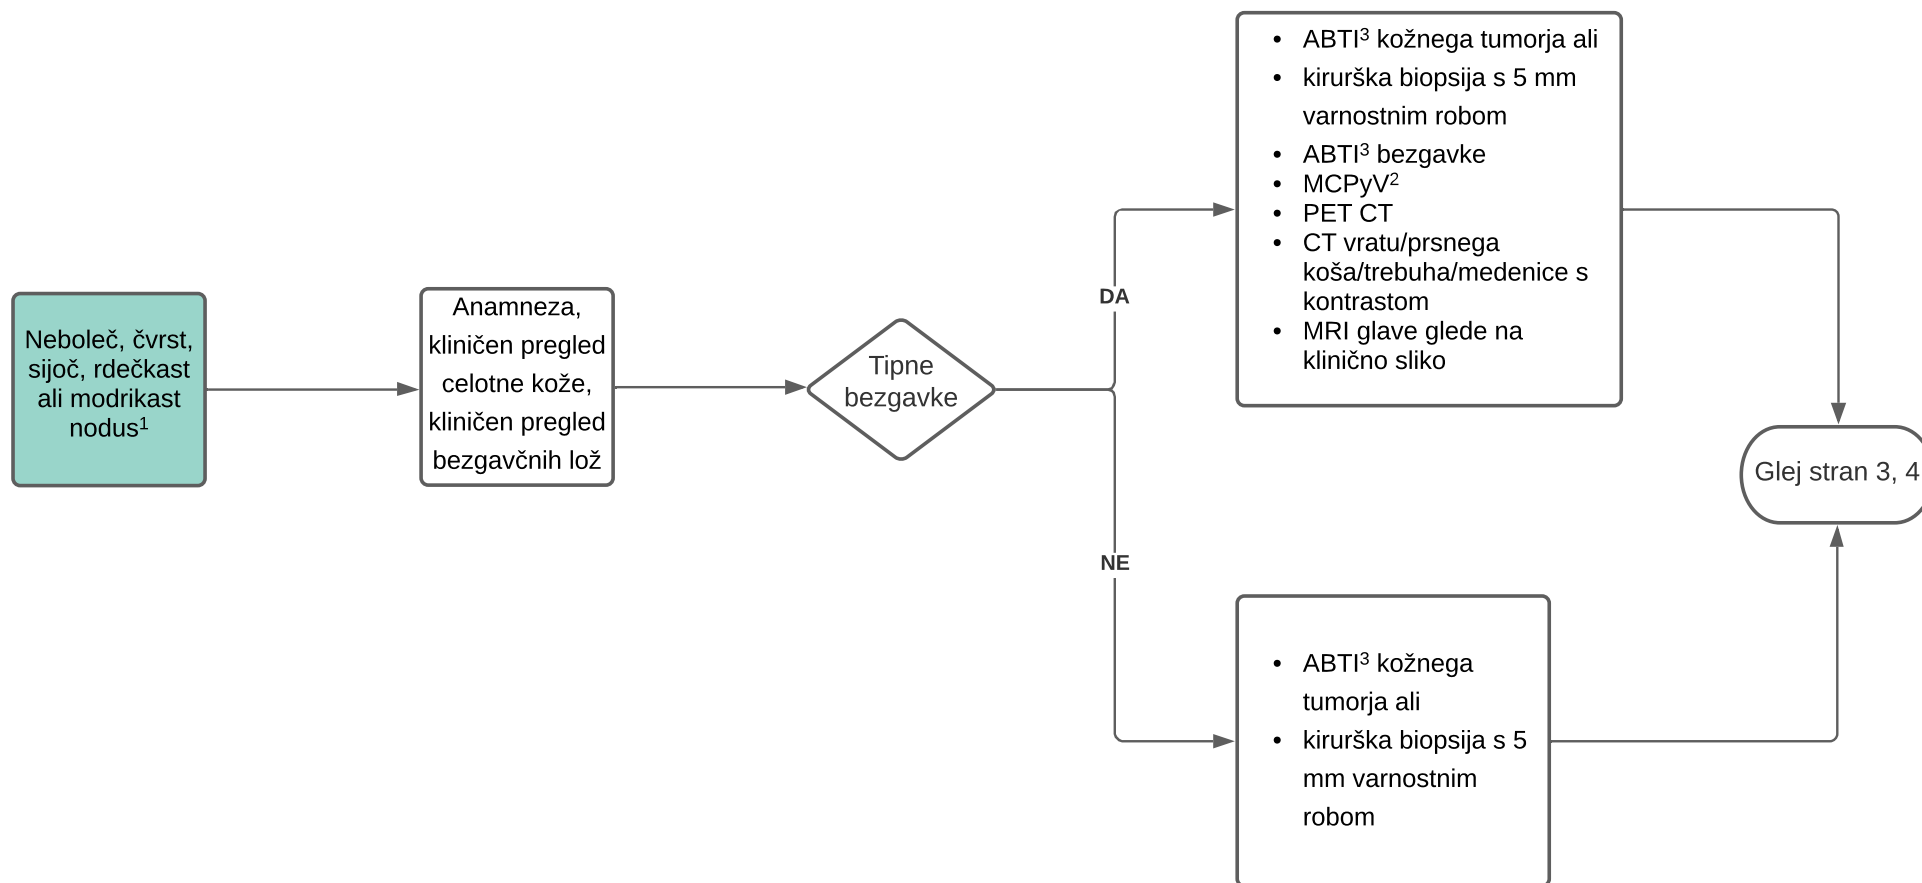 Neboleč, čvrst,
sijoč, rdečkast
ali modrikast
nodus¹
Anamneza,
kliničen pregled
celotne kože,
kliničen pregled
bezgavčnih lož
Tipne
bezgavke
DA
• ABTI³ kožnega tumorja ali
• kirurška biopsija s 5 mm
varnostnim robom
• ABTI³ bezgavke
• MCPyV²
• PET CT
• CT vratu/prsnega
koša/trebuha/medenice s
kontrastom
• MRI glave glede na
klinično sliko
NE
• ABTI³ kožnega
tumorja ali
• kirurška biopsija s 5
mm varnostnim
robom
Glej stran 3, 4